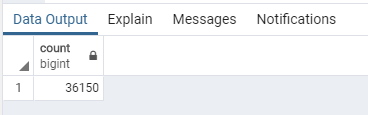 Data Output Explain Messages Notifications
count
bigint
1 36150